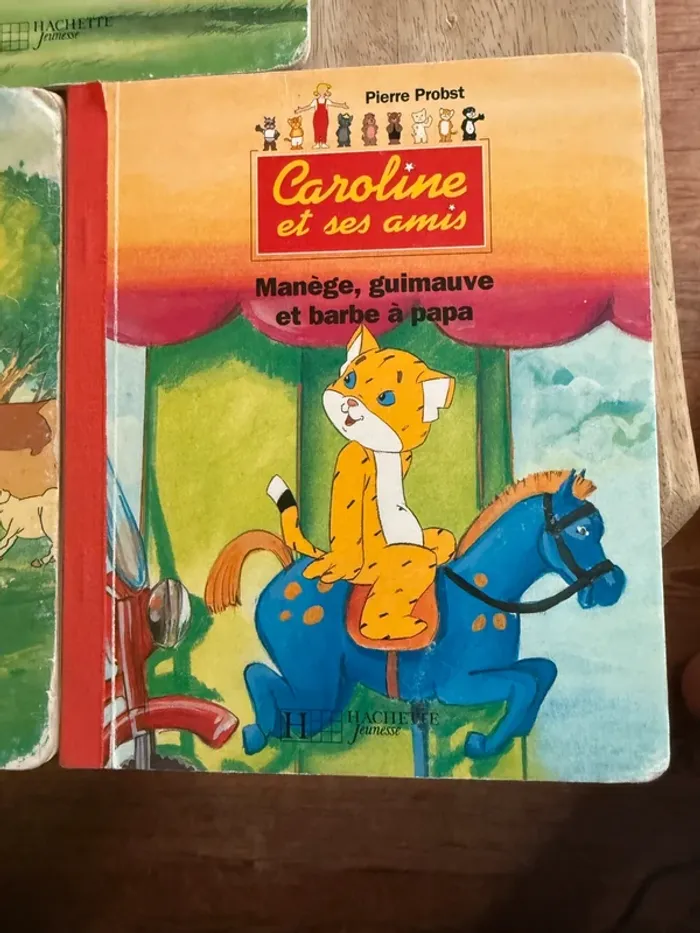 HACHETTE
Jeunesse
Pierre Probst
Caroline
et ses amis
Manège, guimauve
et barbe à papa
H HACHETTE
Jeunesse